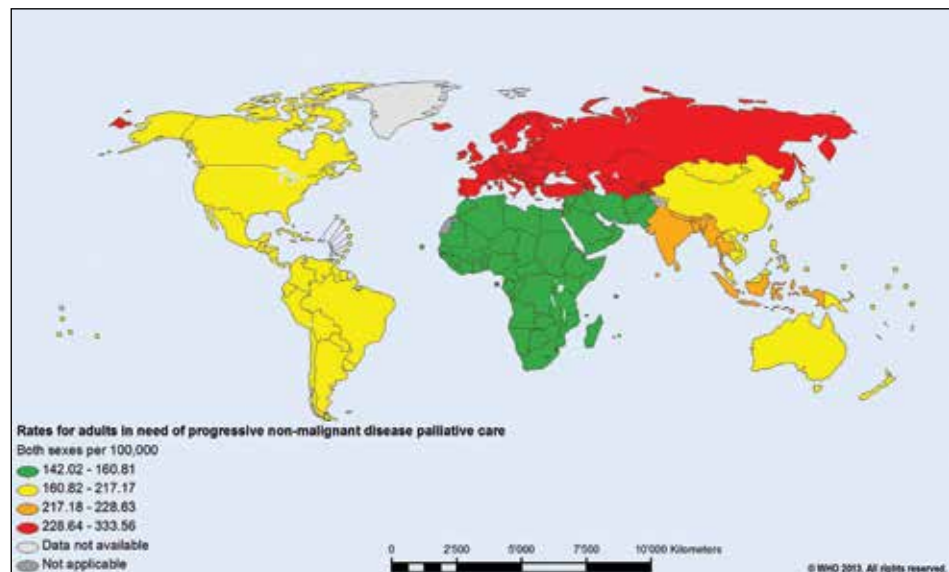 Rates for adults in need of progressive non-malignant disease palliative care
Both sexes per 100,000
142.02 - 160.81
160.82 - 217.17
217.18 - 228.63
228.64 - 333.56
Data not available
Not applicable
0 2'500 5'000 7'500 10'000 Kilometers
© WHO 2013. All rights reserved